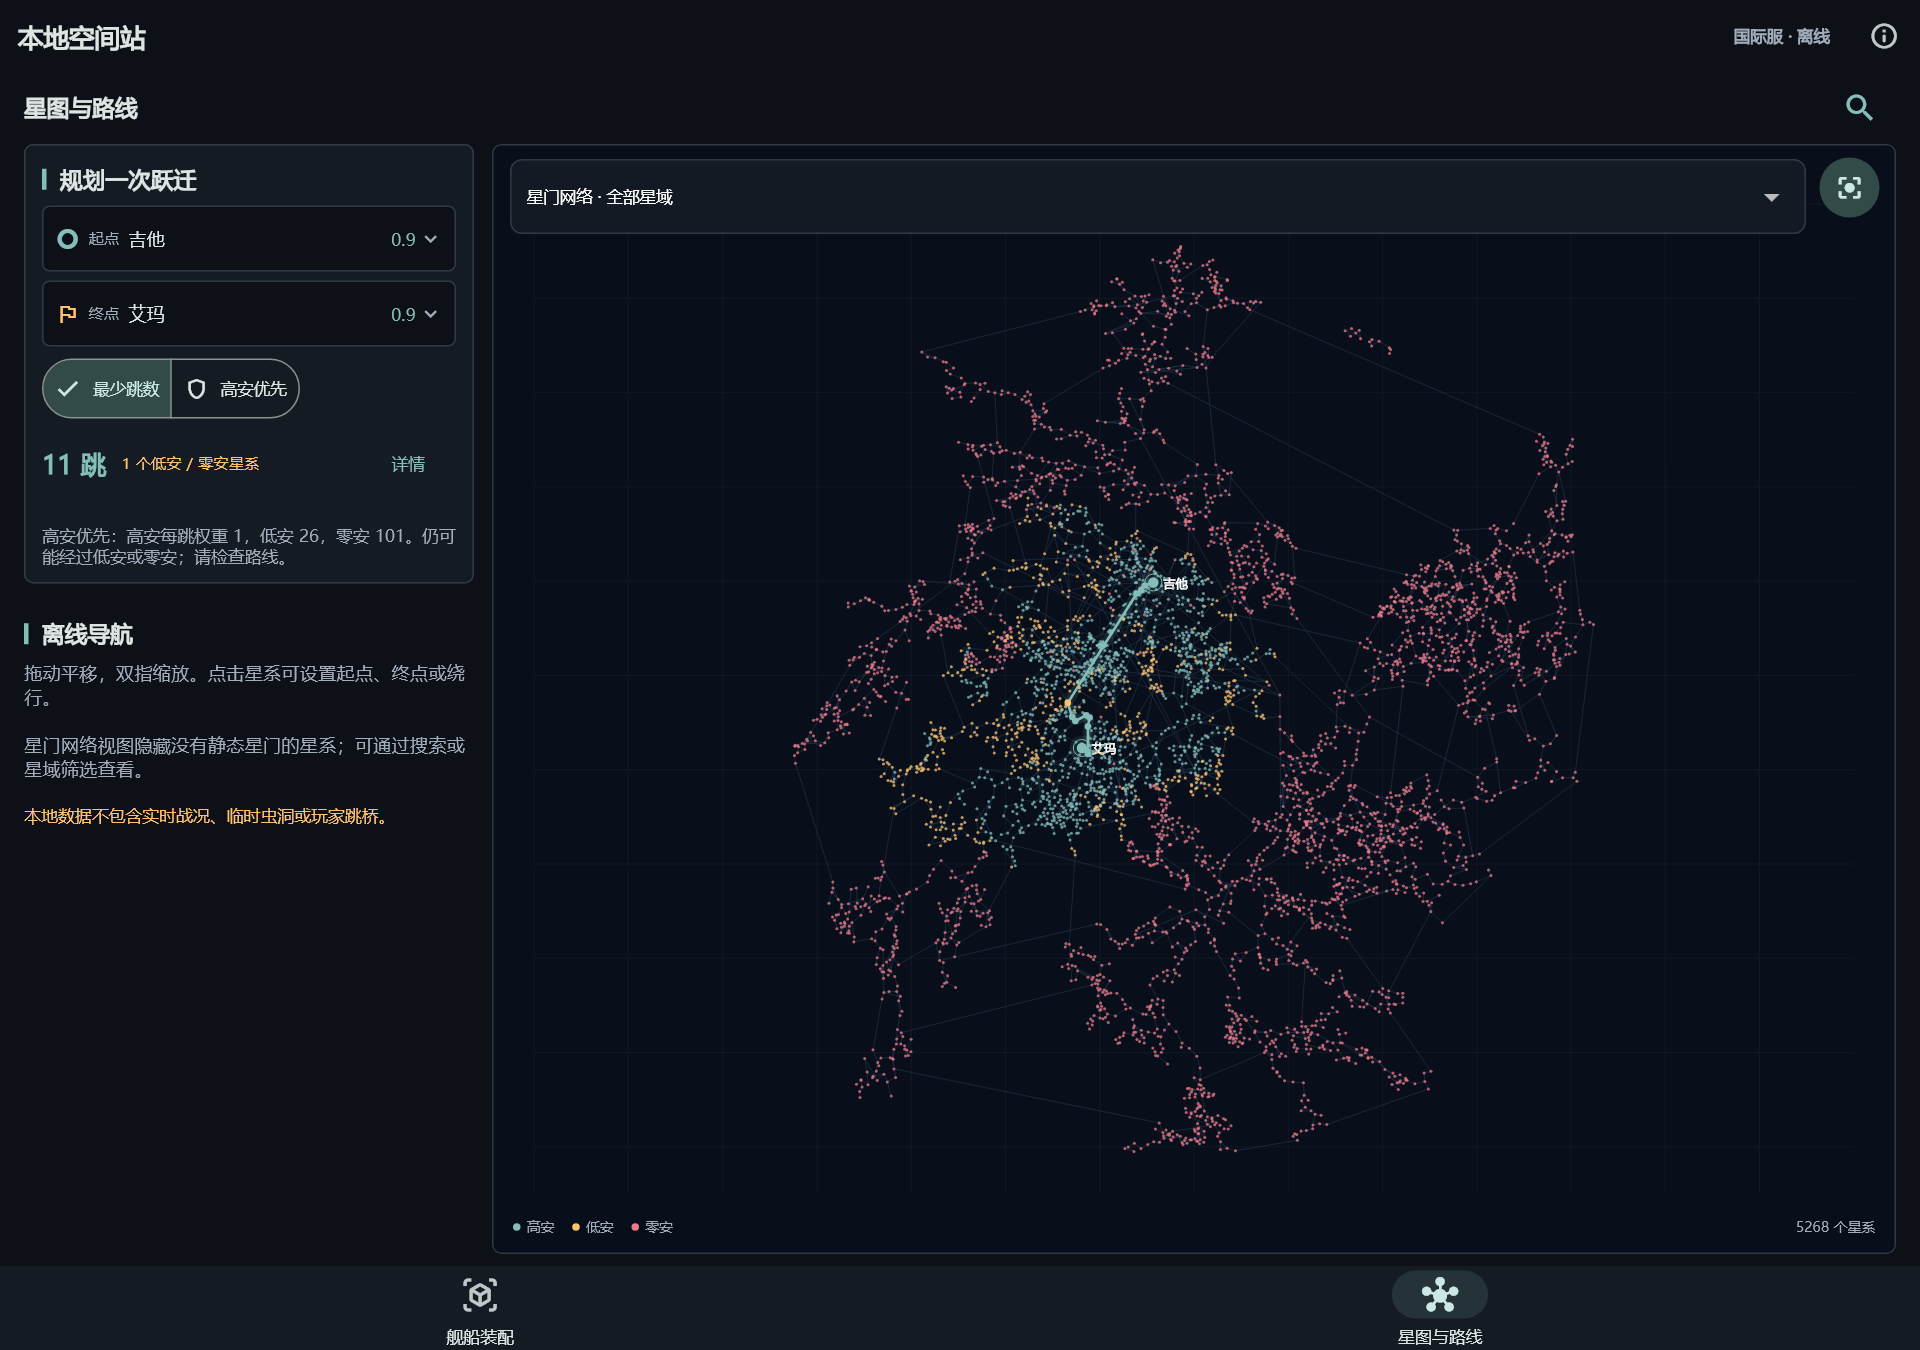 本地空间站
国际服 · 离线
星图与路线
规划一次跃迁
起点 吉他 0.9
终点 艾玛 0.9
最少跳数
高安优先
11 跳 1 个低安 / 零安星系 详情
高安优先：高安每跳权重 1，低安 26，零安 101。仍可
能经过低安或零安；请检查路线。
离线导航
拖动平移，双指缩放。点击星系可设置起点、终点或绕
行。
星门网络视图隐藏没有静态星门的星系；可通过搜索或
星域筛选查看。
本地数据不包含实时战况、临时虫洞或玩家跳桥。
星门网络 · 全部星域
吉他
艾玛
高安 低安 零安
5268 个星系
舰船装配
星图与路线